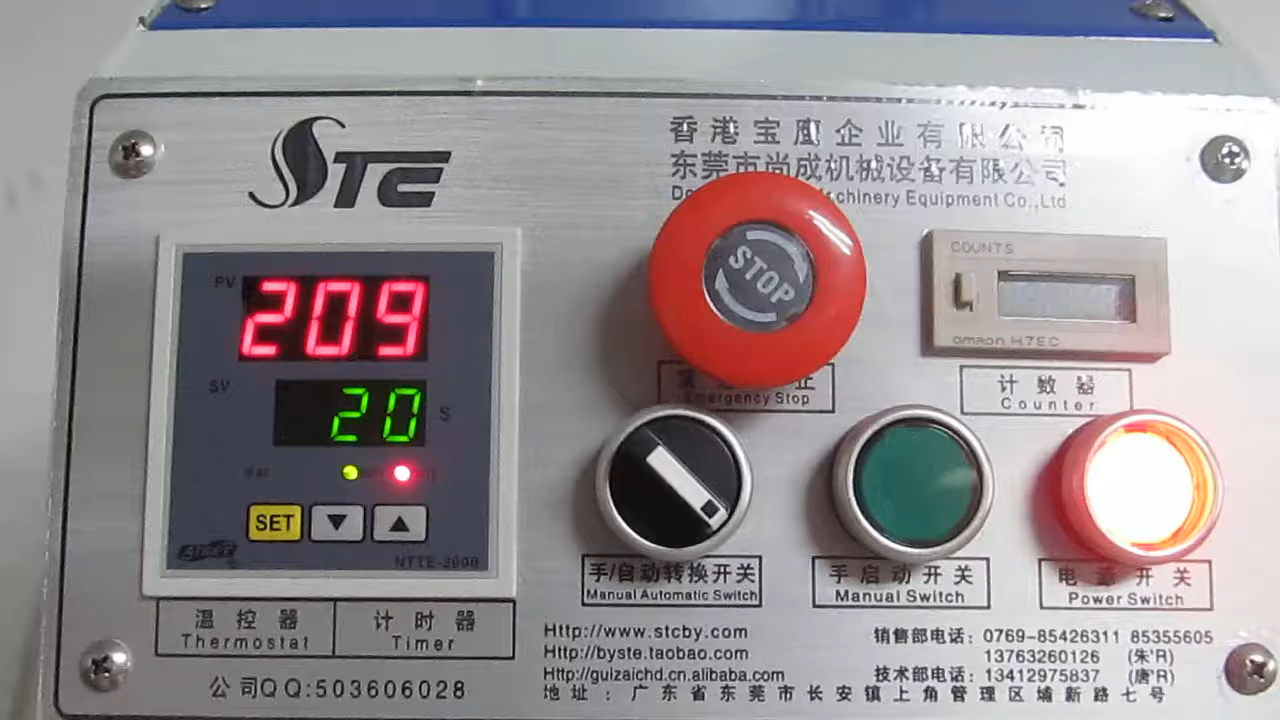 STC
香港宝鹰企业有限公司
东莞市尚成机械设备有限公司
chinery Equipment Co.,Ltd
PV
209
SV
20
S
SET
NTTE-2000
STOP
Emergency Stop
COUNTS
omron H7EC
计数器
Counter
手/自动转换开关
Manual Automatic Switch
手启动开关
Manual Switch
电源开关
Power Switch
温控器
Thermostat
计时器
Timer
公司QQ:503606028
Http://www.stcby.com
Http://byste.taobao.com
Http://guizaichd.cn.alibaba.com
销售部电话：0769-85426311 85355605
13763260126 (朱'R)
技术部电话：13412975837 (唐'R)
地址：广东省东莞市长安镇上角管理区埔新路七号